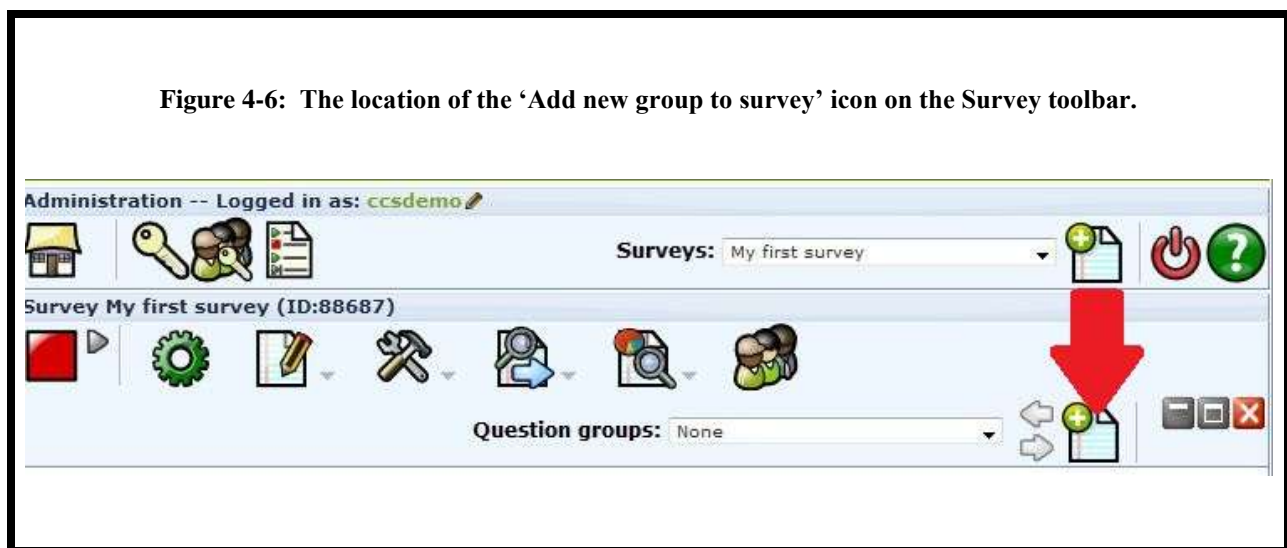 Figure 4-6:  The location of the ‘Add new group to survey’ icon on the Survey toolbar.
Administration -- Logged in as: ccsdemo
Surveys: My first survey
?
Survey My first survey (ID:88687)
Question groups: None